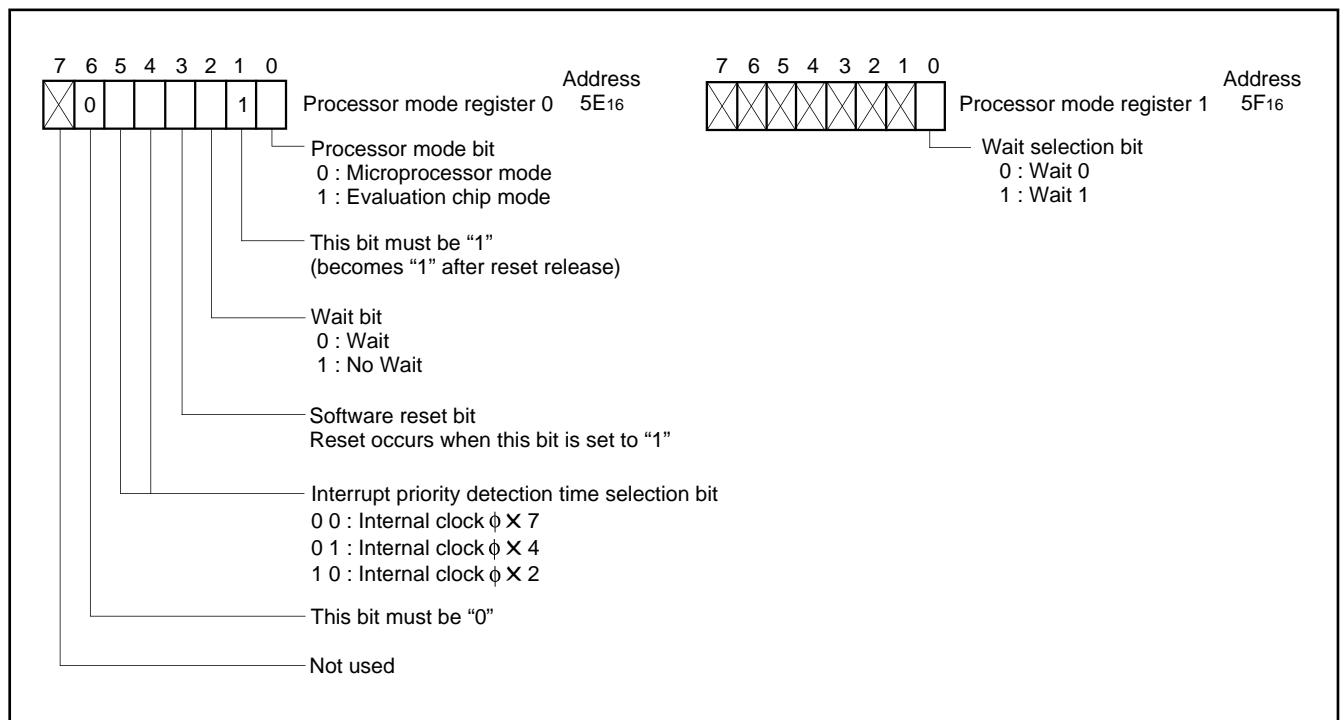 7 6 5 4 3 2 1 0
Address
0 1 Processor mode register 0 5E16
Processor mode bit
0 : Microprocessor mode
1 : Evaluation chip mode
This bit must be “1”
(becomes “1” after reset release)
Wait bit
0 : Wait
1 : No Wait
Software reset bit
Reset occurs when this bit is set to “1”
Interrupt priority detection time selection bit
0 0 : Internal clock ϕ × 7
0 1 : Internal clock ϕ × 4
1 0 : Internal clock ϕ × 2
This bit must be “0”
Not used
7 6 5 4 3 2 1 0
Address
Processor mode register 1 5F16
Wait selection bit
0 : Wait 0
1 : Wait 1